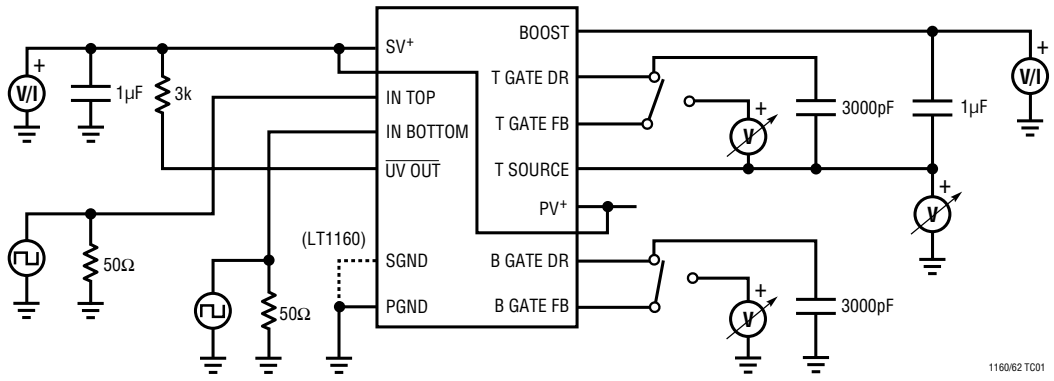 BOOST
SV+
+
V/I
1µF
3k
T GATE DR
+
V/I
IN TOP
3000pF
1µF
IN BOTTOM
T GATE FB
+
V
UV OUT
T SOURCE
+
V
PV+
50Ω
(LT1160)
SGND
B GATE DR
50Ω
PGND
B GATE FB
+
V
3000pF
1160/62 TC01